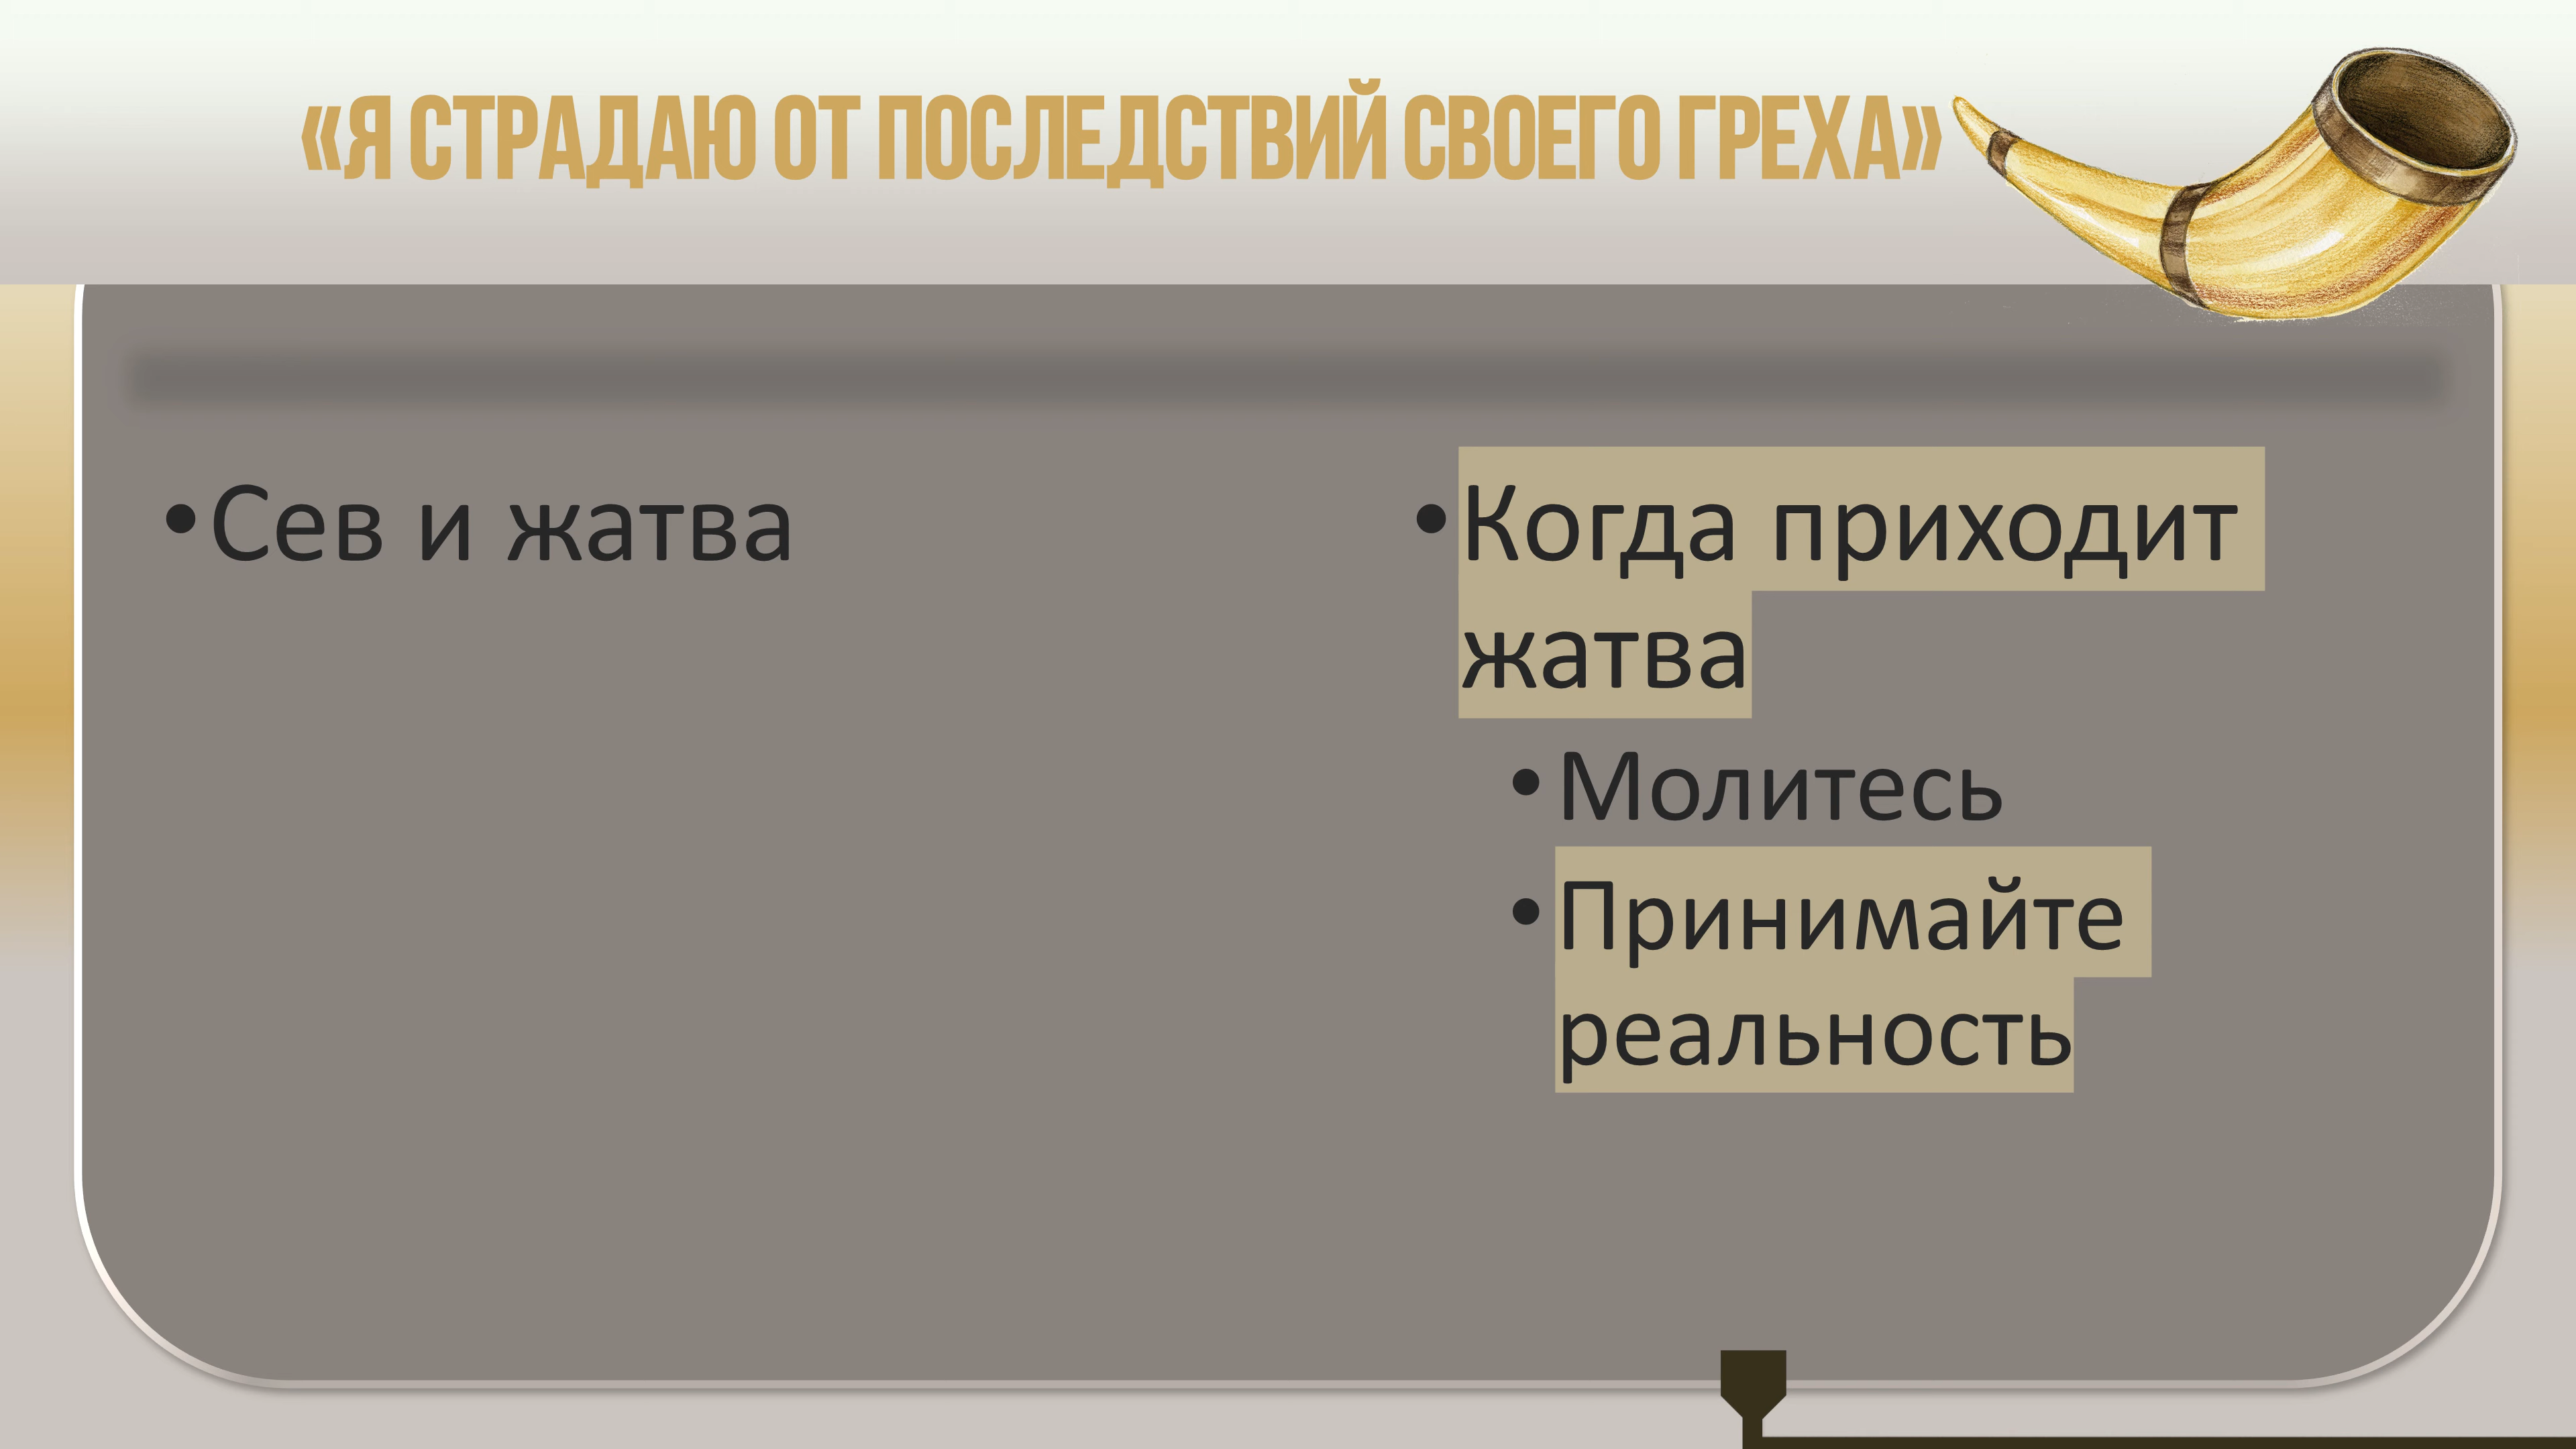 «Я СТРАДАЮ ОТ ПОСЛЕДСТВИЙ СВОЕГО ГРЕХА»
•Сев и жатва
•Когда приходит
жатва
•Молитесь
•Принимайте
реальность